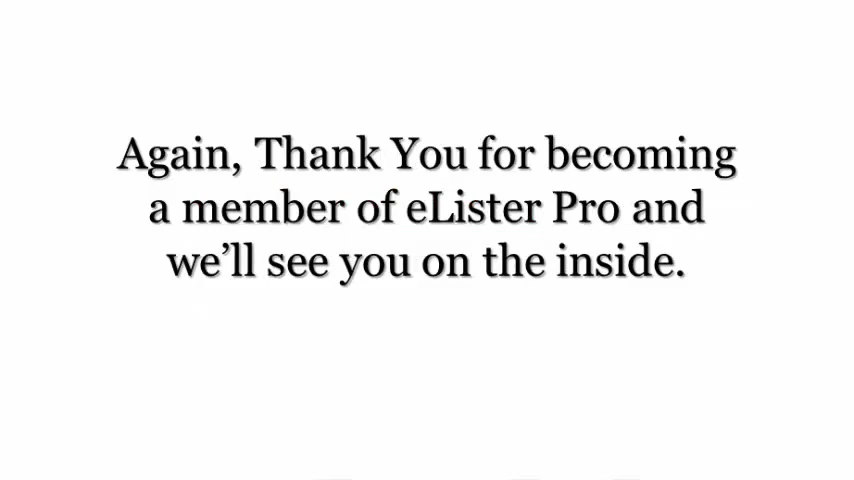 Again, Thank You for becoming
a member of eLister Pro and
we’ll see you on the inside.